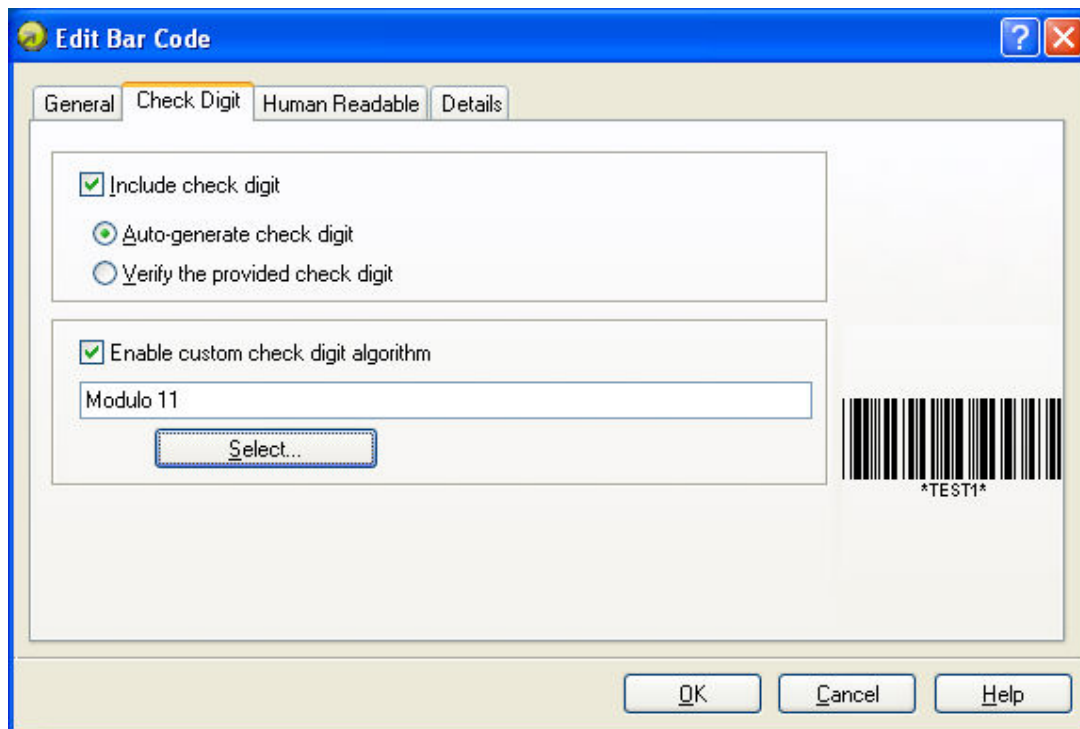 Edit Bar Code
General Check Digit Human Readable Details
Include check digit
Auto-generate check digit
Verify the provided check digit
Enable custom check digit algorithm
Modulo 11
Select...
*TEST1*
OK Cancel Help